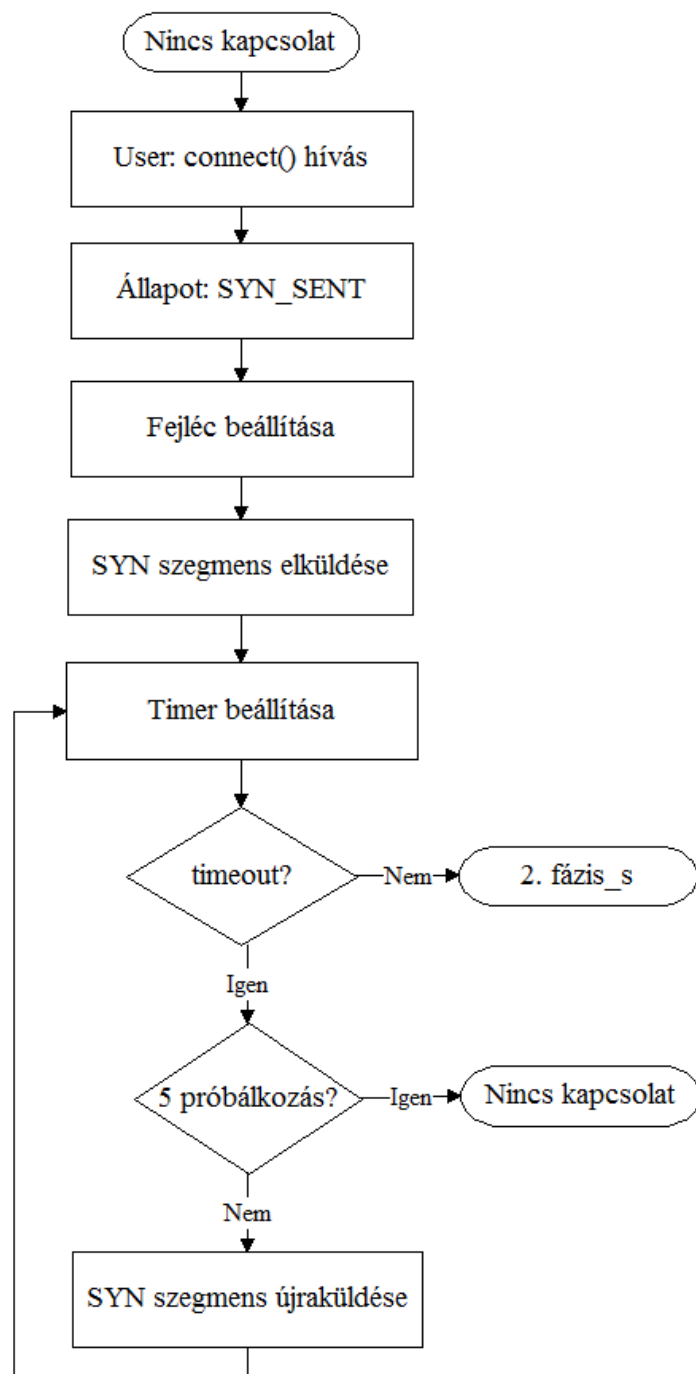 Nincs kapcsolat
User: connect() hívás
Állapot: SYN_SENT
Fejléc beállítása
SYN szegmens elküldése
Timer beállítása
timeout?
Nem
2. fázis_s
Igen
5 próbálkozás?
Igen
Nincs kapcsolat
Nem
SYN szegmens újraküldése